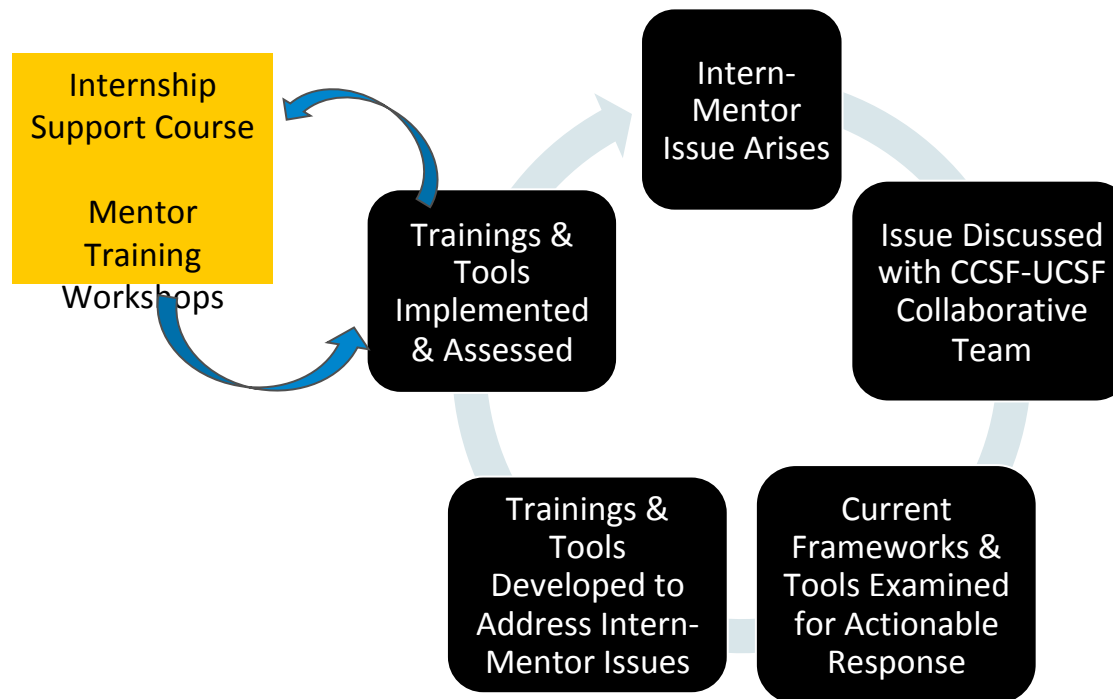 Internship
Support Course
Mentor
Training
Workshops
Intern-
Mentor
Issue Arises
Issue Discussed
with CCSF-UCSF
Collaborative
Team
Current
Frameworks &
Tools Examined
for Actionable
Response
Trainings &
Tools
Developed to
Address Intern-
Mentor Issues
Trainings &
Tools
Implemented
& Assessed